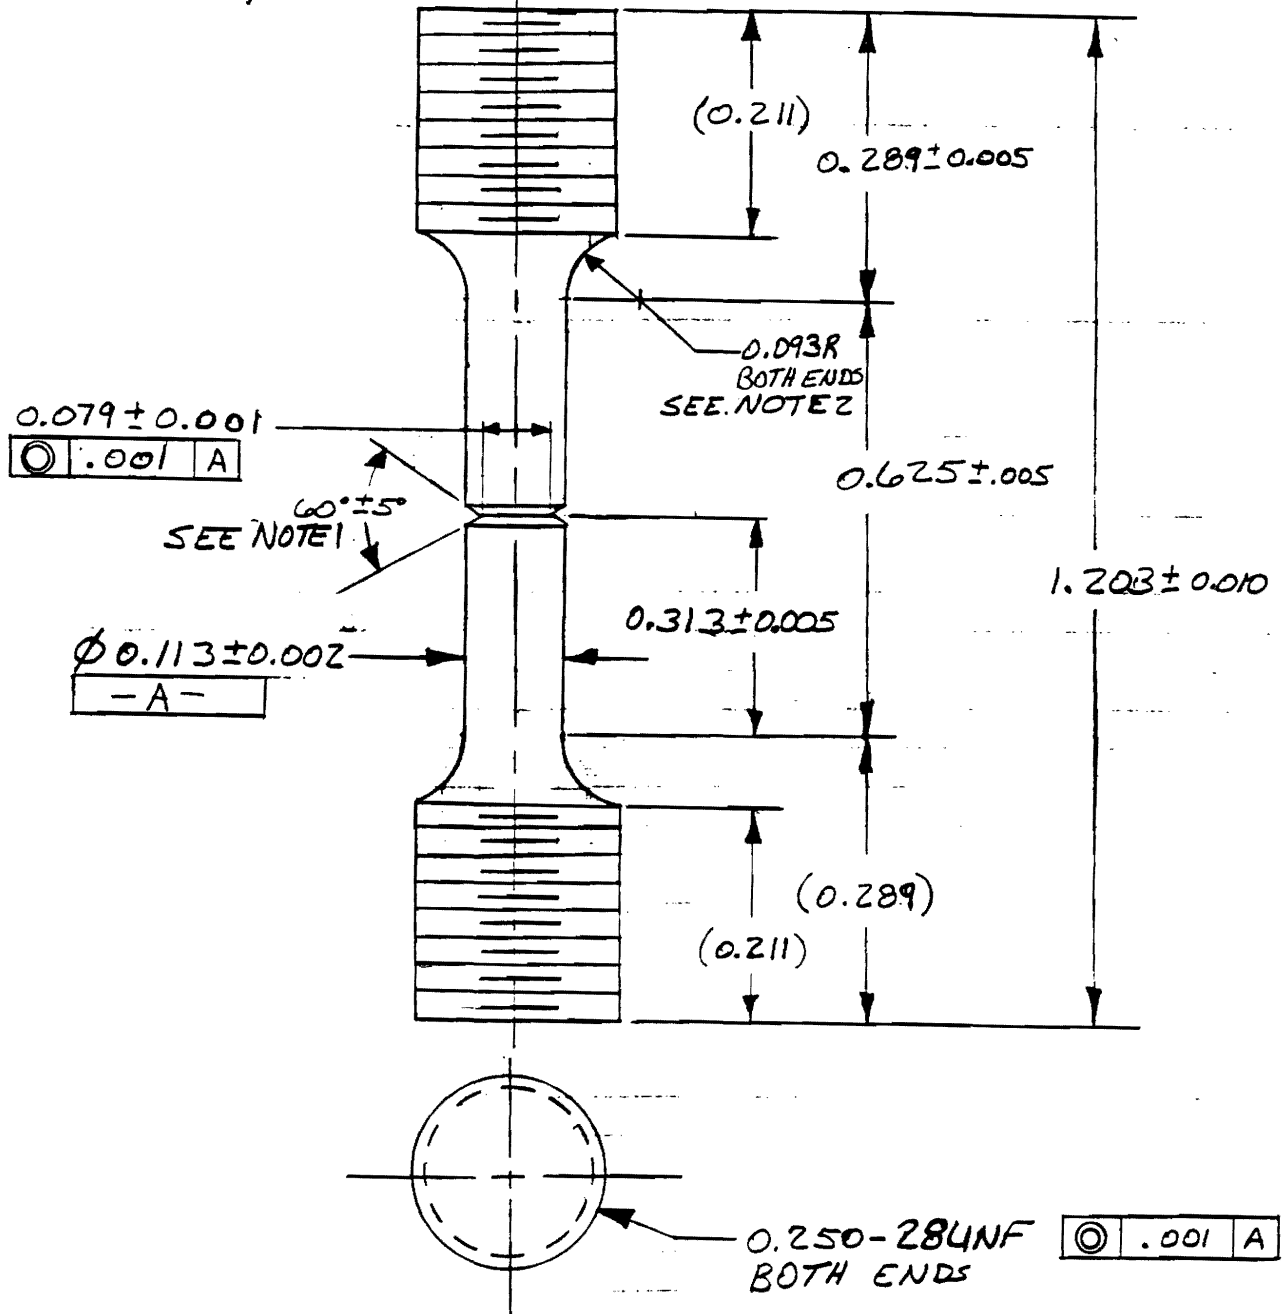 (0.211)
0.289±0.005
0.093R
BOTH ENDS
SEE NOTE 2
0.079±0.001
◎ .001 A
0.625±.005
60°±5°
SEE NOTE 1
1.203±0.010
0.313±0.005
Ø 0.113±0.002
-A-
(0.289)
(0.211)
0.250-28UNF
◎ .001 A
BOTH ENDS